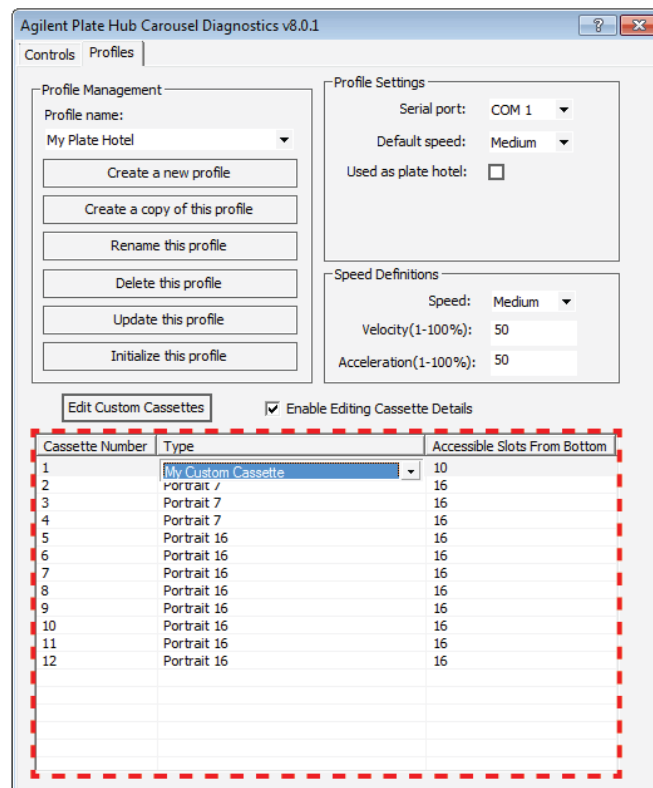 Agilent Plate Hub Carousel Diagnostics v8.0.1
Controls Profiles
Profile Management
Profile name:
My Plate Hotel
Create a new profile
Create a copy of this profile
Rename this profile
Delete this profile
Update this profile
Initialize this profile
Profile Settings
Serial port: COM 1
Default speed: Medium
Used as plate hotel:
Speed Definitions
Speed: Medium
Velocity(1-100%): 50
Acceleration(1-100%): 50
Edit Custom Cassettes Enable Editing Cassette Details
Cassette Number Type Accessible Slots From Bottom
1 My Custom Cassette 10
2 Portrait 7 16
3 Portrait 7 16
4 Portrait 7 16
5 Portrait 16 16
6 Portrait 16 16
7 Portrait 16 16
8 Portrait 16 16
9 Portrait 16 16
10 Portrait 16 16
11 Portrait 16 16
12 Portrait 16 16